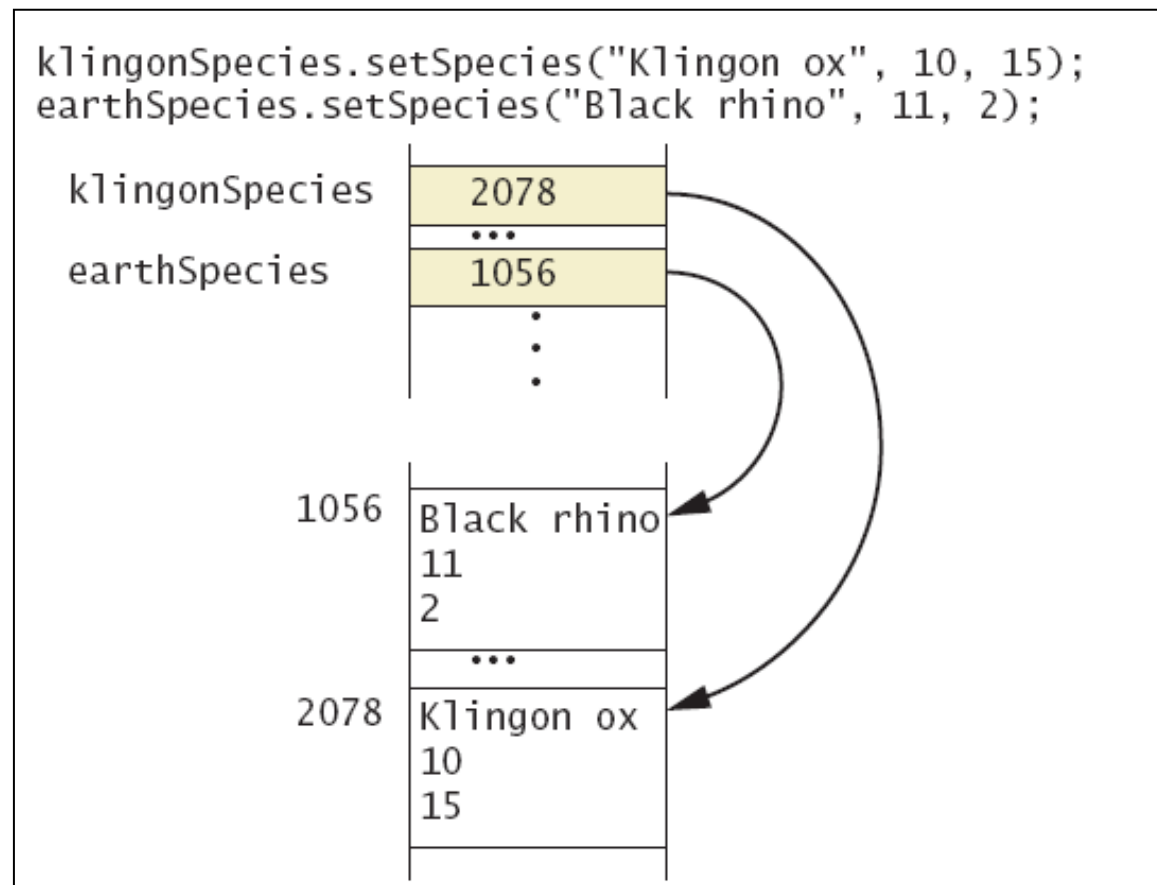 klingonSpecies.setSpecies("Klingon ox", 10, 15);
earthSpecies.setSpecies("Black rhino", 11, 2);
klingonSpecies 2078
...
earthSpecies 1056
1056 Black rhino
11
2
...
2078 Klingon ox
10
15